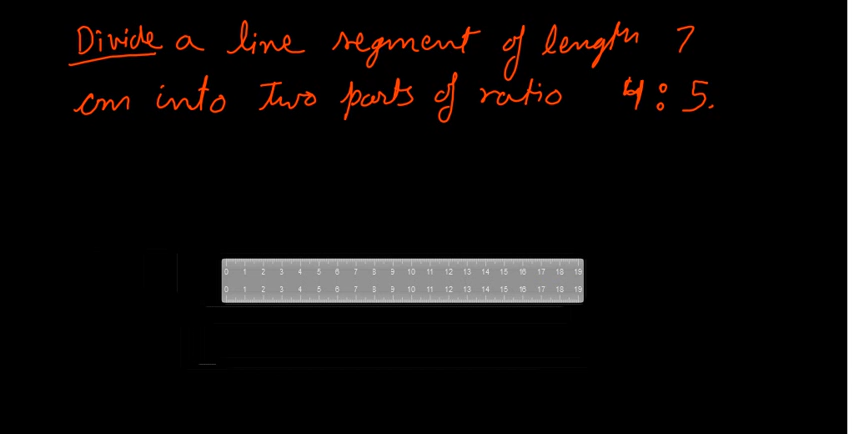 Divide a line segment of length 7
cm into two parts of ratio 4:5.
0 1 2 3 4 5 6 7 8 9 10 11 12 13 14 15 16 17 18 19
0 1 2 3 4 5 6 7 8 9 10 11 12 13 14 15 16 17 18 19